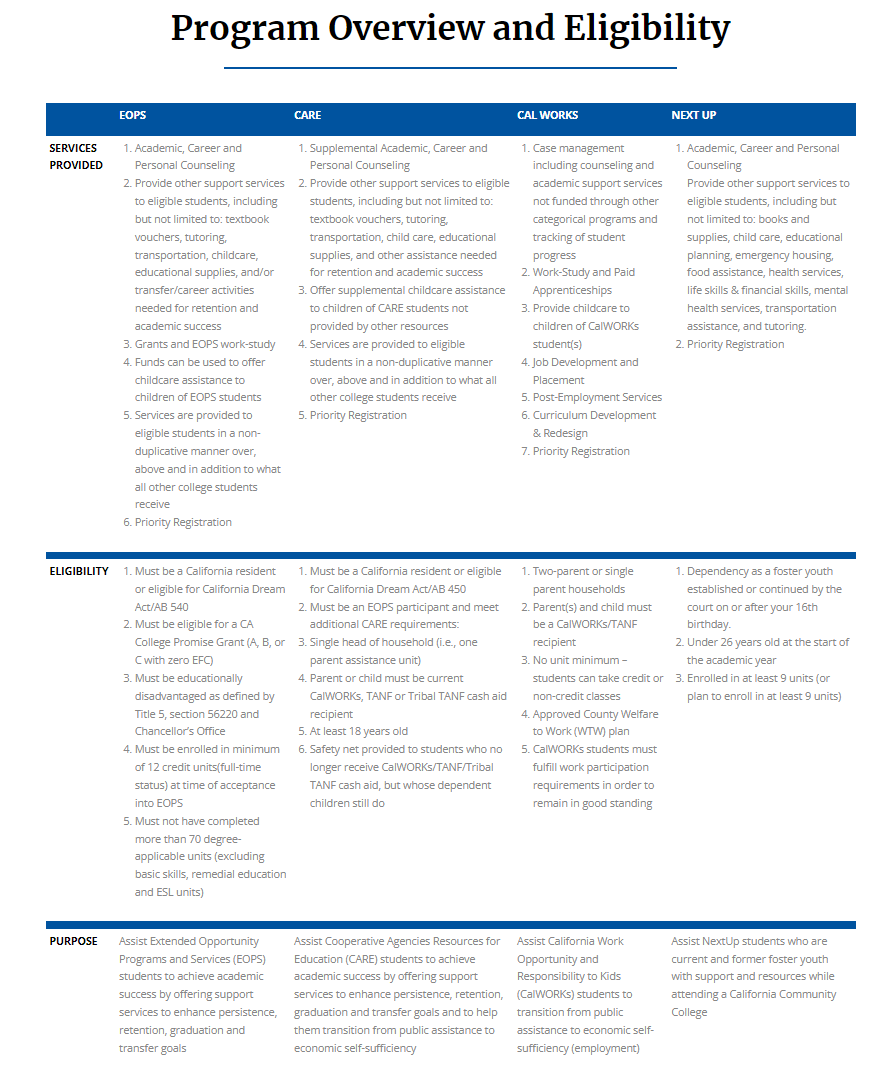 Program Overview and Eligibility
EOPS
CARE
CAL WORKS
NEXT UP
SERVICES
PROVIDED
1. Academic, Career and
Personal Counseling
2. Provide other support services
to eligible students, including
but not limited to: textbook
vouchers, tutoring,
transportation, childcare,
educational supplies, and/or
transfer/career activities
needed for retention and
academic success
3. Grants and EOPS work-study
4. Funds can be used to offer
childcare assistance to
children of EOPS students
5. Services are provided to
eligible students in a non-
duplicative manner over,
above and in addition to what
all other college students
receive
6. Priority Registration
1. Supplemental Academic, Career and
Personal Counseling
2. Provide other support services to eligible
students, including but not limited to:
textbook vouchers, tutoring,
transportation, child care, educational
supplies, and other assistance needed
for retention and academic success
3. Offer supplemental childcare assistance
to children of CARE students not
provided by other resources
4. Services are provided to eligible
students in a non-duplicative manner
over, above and in addition to what all
other college students receive
5. Priority Registration
1. Case management
including counseling and
academic support services
not funded through other
categorical programs and
tracking of student
progress
2. Work-Study and Paid
Apprenticeships
3. Provide childcare to
children of CalWORKs
student(s)
4. Job Development and
Placement
5. Post-Employment Services
6. Curriculum Development
& Redesign
7. Priority Registration
1. Academic, Career and Personal
Counseling
Provide other support services to
eligible students, including but
not limited to: books and
supplies, child care, educational
planning, emergency housing,
food assistance, health services,
life skills & financial skills, mental
health services, transportation
assistance, and tutoring.
2. Priority Registration
ELIGIBILITY
1. Must be a California resident
or eligible for California Dream
Act/AB 540
2. Must be eligible for a CA
College Promise Grant (A, B, or
C with zero EFC)
3. Must be educationally
disadvantaged as defined by
Title 5, section 56220 and
Chancellor's Office
4. Must be enrolled in minimum
of 12 credit units(full-time
status) at time of acceptance
into EOPS
5. Must not have completed
more than 70 degree-
applicable units (excluding
basic skills, remedial education
and ESL units)
1. Must be a California resident or eligible
for California Dream Act/AB 450
2. Must be an EOPS participant and meet
additional CARE requirements:
3. Single head of household (i.e., one
parent assistance unit)
4. Parent or child must be current
CalWORKs, TANF or Tribal TANF cash aid
recipient
5. At least 18 years old
6. Safety net provided to students who no
longer receive CalWORKs/TANF/Tribal
TANF cash aid, but whose dependent
children still do
1. Two-parent or single
parent households
2. Parent(s) and child must
be a CalWORKs/TANF
recipient
3. No unit minimum –
students can take credit or
non-credit classes
4. Approved County Welfare
to Work (WTW) plan
5. CalWORKs students must
fulfill work participation
requirements in order to
remain in good standing
1. Dependency as a foster youth
established or continued by the
court on or after your 16th
birthday.
2. Under 26 years old at the start of
the academic year
3. Enrolled in at least 9 units (or
plan to enroll in at least 9 units)
PURPOSE
Assist Extended Opportunity
Programs and Services (EOPS)
students to achieve academic
success by offering support
services to enhance persistence,
retention, graduation and
transfer goals
Assist Cooperative Agencies Resources for
Education (CARE) students to achieve
academic success by offering support
services to enhance persistence, retention,
graduation and transfer goals and to help
them transition from public assistance to
economic self-sufficiency
Assist California Work
Opportunity and
Responsibility to Kids
(CalWORKs) students to
transition from public
assistance to economic self-
sufficiency (employment)
Assist NextUp students who are
current and former foster youth
with support and resources while
attending a California Community
College